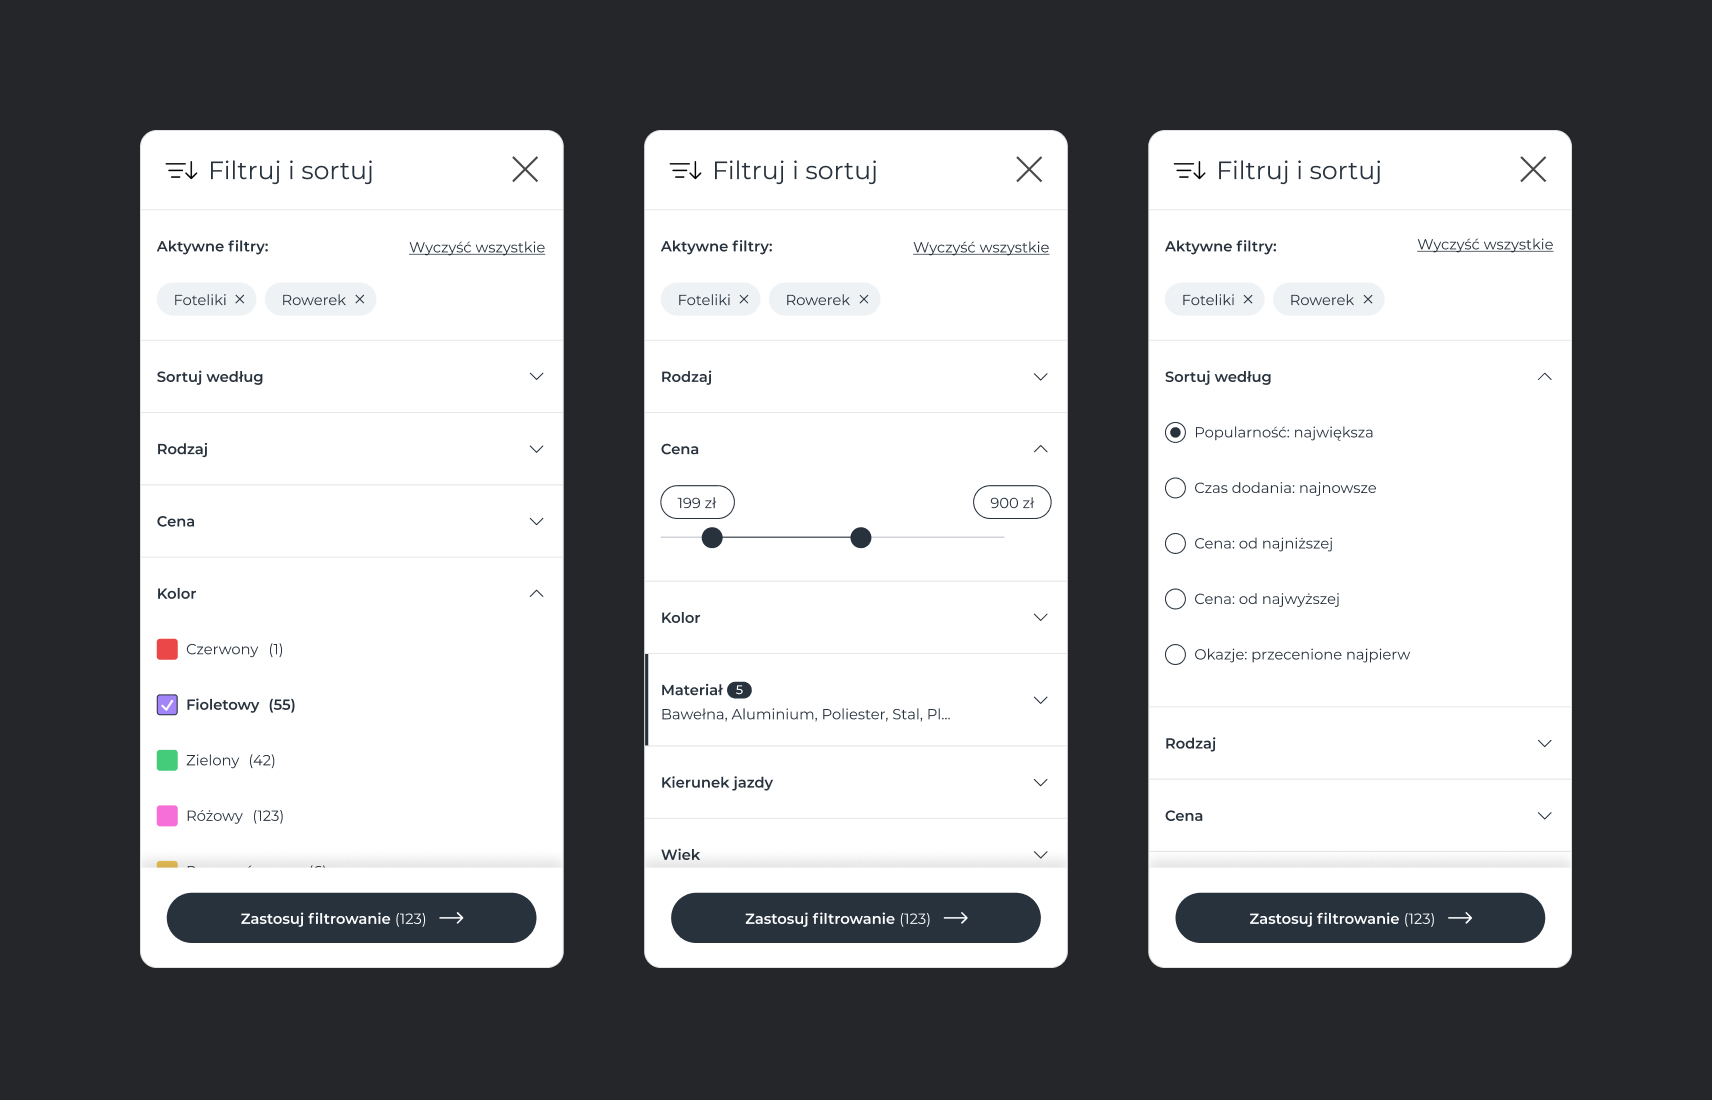 Filtruj i sortuj
Aktywne filtry:
Wyczyść wszystkie
Foteliki
Rowerek
Sortuj według
Rodzaj
Cena
Kolor
Czerwony (1)
Fioletowy (55)
Zielony (42)
Różowy (123)
Zastosuj filtrowanie (123)
Filtruj i sortuj
Aktywne filtry:
Wyczyść wszystkie
Foteliki
Rowerek
Rodzaj
Cena
199 zł
900 zł
Kolor
Materiał 5
Bawełna, Aluminium, Poliester, Stal, Pl...
Kierunek jazdy
Wiek
Zastosuj filtrowanie (123)
Filtruj i sortuj
Aktywne filtry:
Wyczyść wszystkie
Foteliki
Rowerek
Sortuj według
Popularność: największa
Czas dodania: najnowsze
Cena: od najniższej
Cena: od najwyższej
Okazje: przecenione najpierw
Rodzaj
Cena
Zastosuj filtrowanie (123)